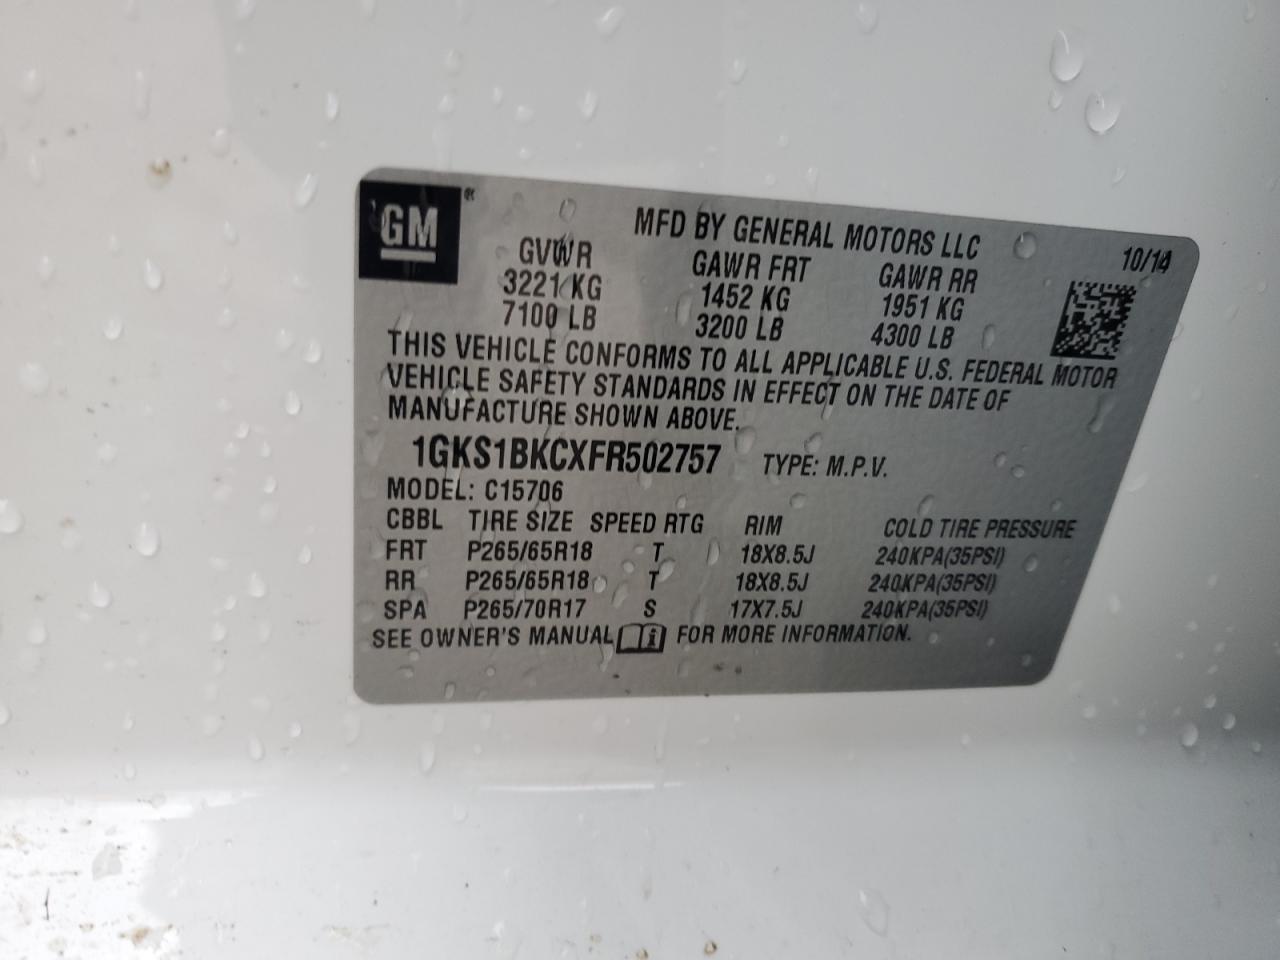 GM ®
MFD BY GENERAL MOTORS LLC 10/14
GVWR GAWR FRT GAWR RR
3221 KG 1452 KG 1951 KG
7100 LB 3200 LB 4300 LB
THIS VEHICLE CONFORMS TO ALL APPLICABLE U.S. FEDERAL MOTOR
VEHICLE SAFETY STANDARDS IN EFFECT ON THE DATE OF
MANUFACTURE SHOWN ABOVE.
1GKS1BKCXFR502757 TYPE: M.P.V.
MODEL: C15706
CBBL TIRE SIZE SPEED RTG RIM COLD TIRE PRESSURE
FRT P265/65R18 T 18X8.5J 240KPA(35PSI)
RR P265/65R18 T 18X8.5J 240KPA(35PSI)
SPA P265/70R17 S 17X7.5J 240KPA(35PSI)
SEE OWNER'S MANUAL i FOR MORE INFORMATION.